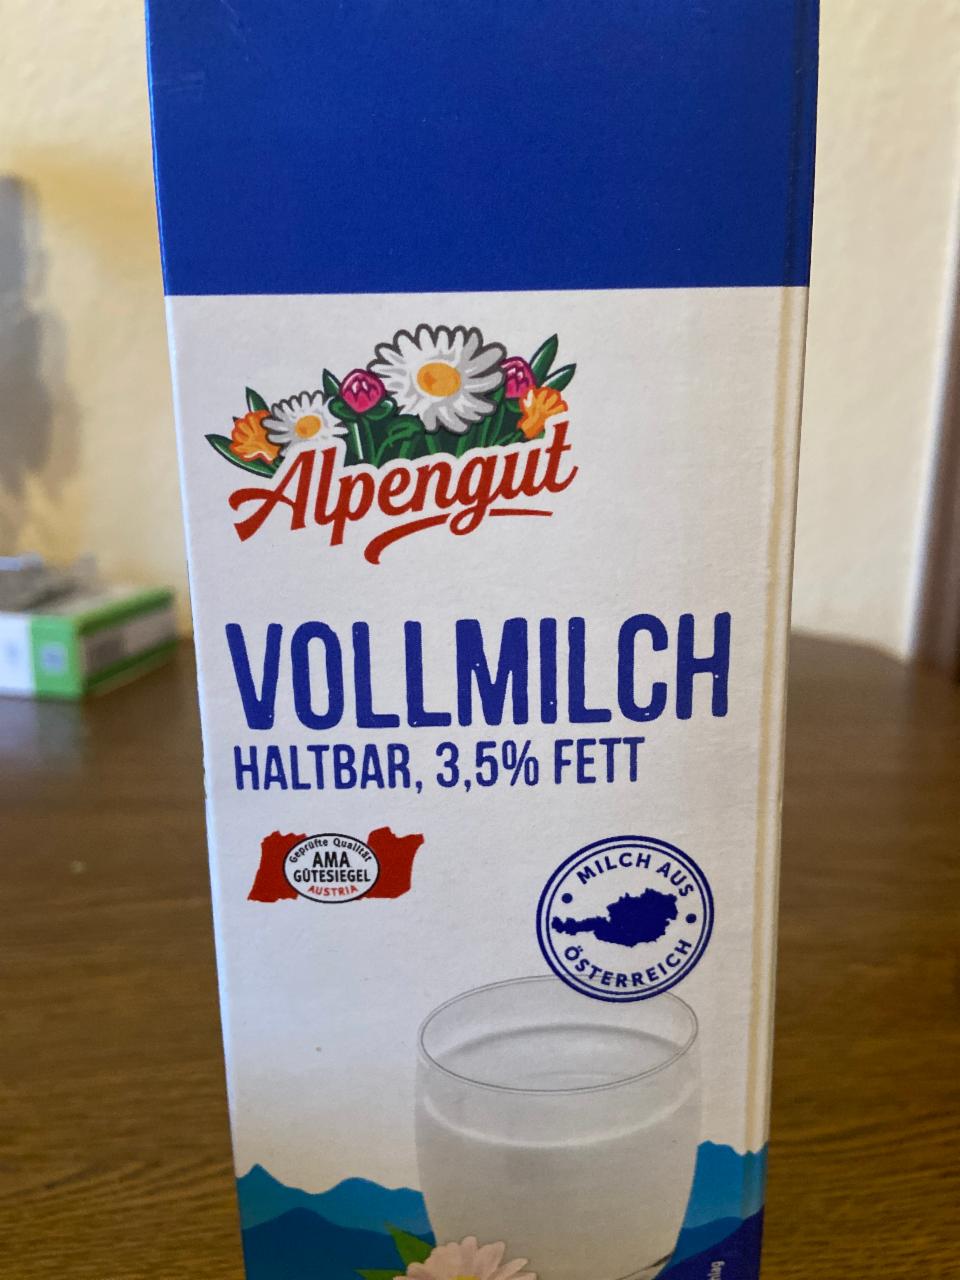 Alpengut
VOLLMILCH
HALTBAR, 3,5% FETT
Geprüfte Qualität
AMA
GÜTESIEGEL
AUSTRIA
MILCH AUS
ÖSTERREICH